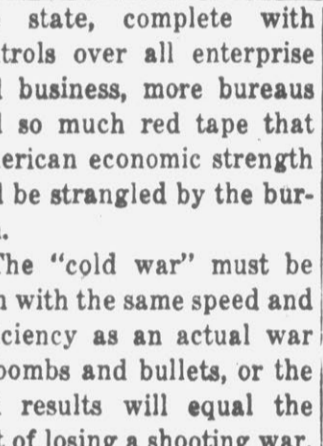 state, complete with
trols over all enterprise
business, more bureaus
so much red tape that
erican economic strength
be strangled by the bur-
The "cold war" must be
with the same speed and
ciency as an actual war
bombs and bullets, or the
results will equal the
of losing a shooting war.